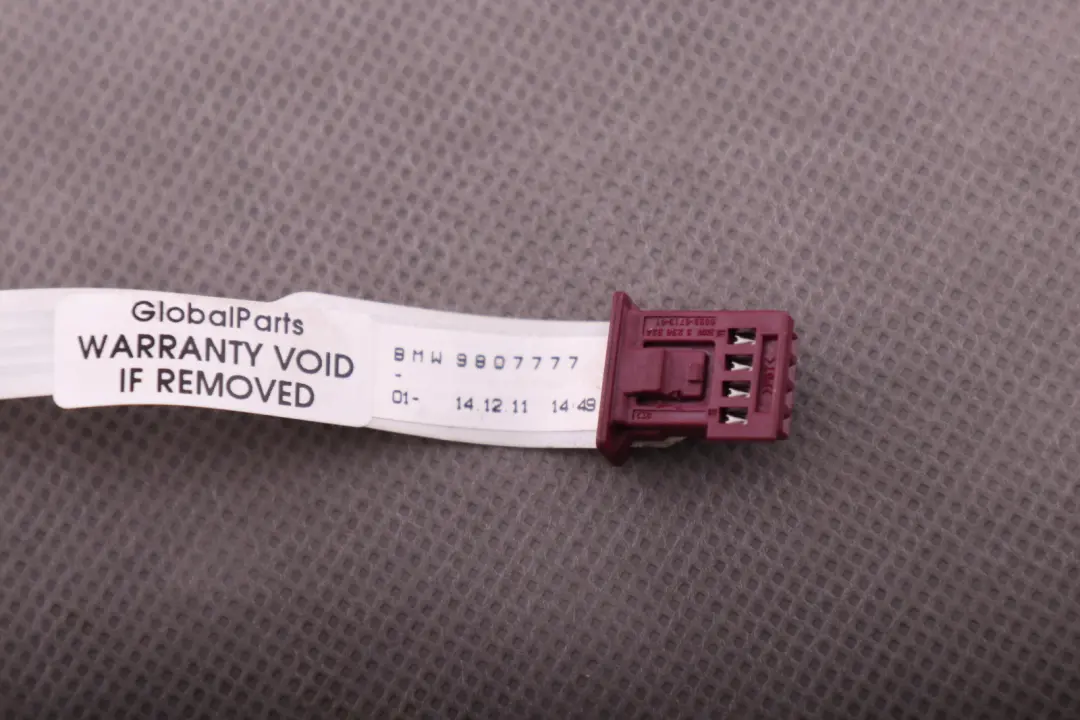 GlobalParts
WARRANTY VOID
IF REMOVED
BMW 9807777
-
01- 14.12.11 14:49